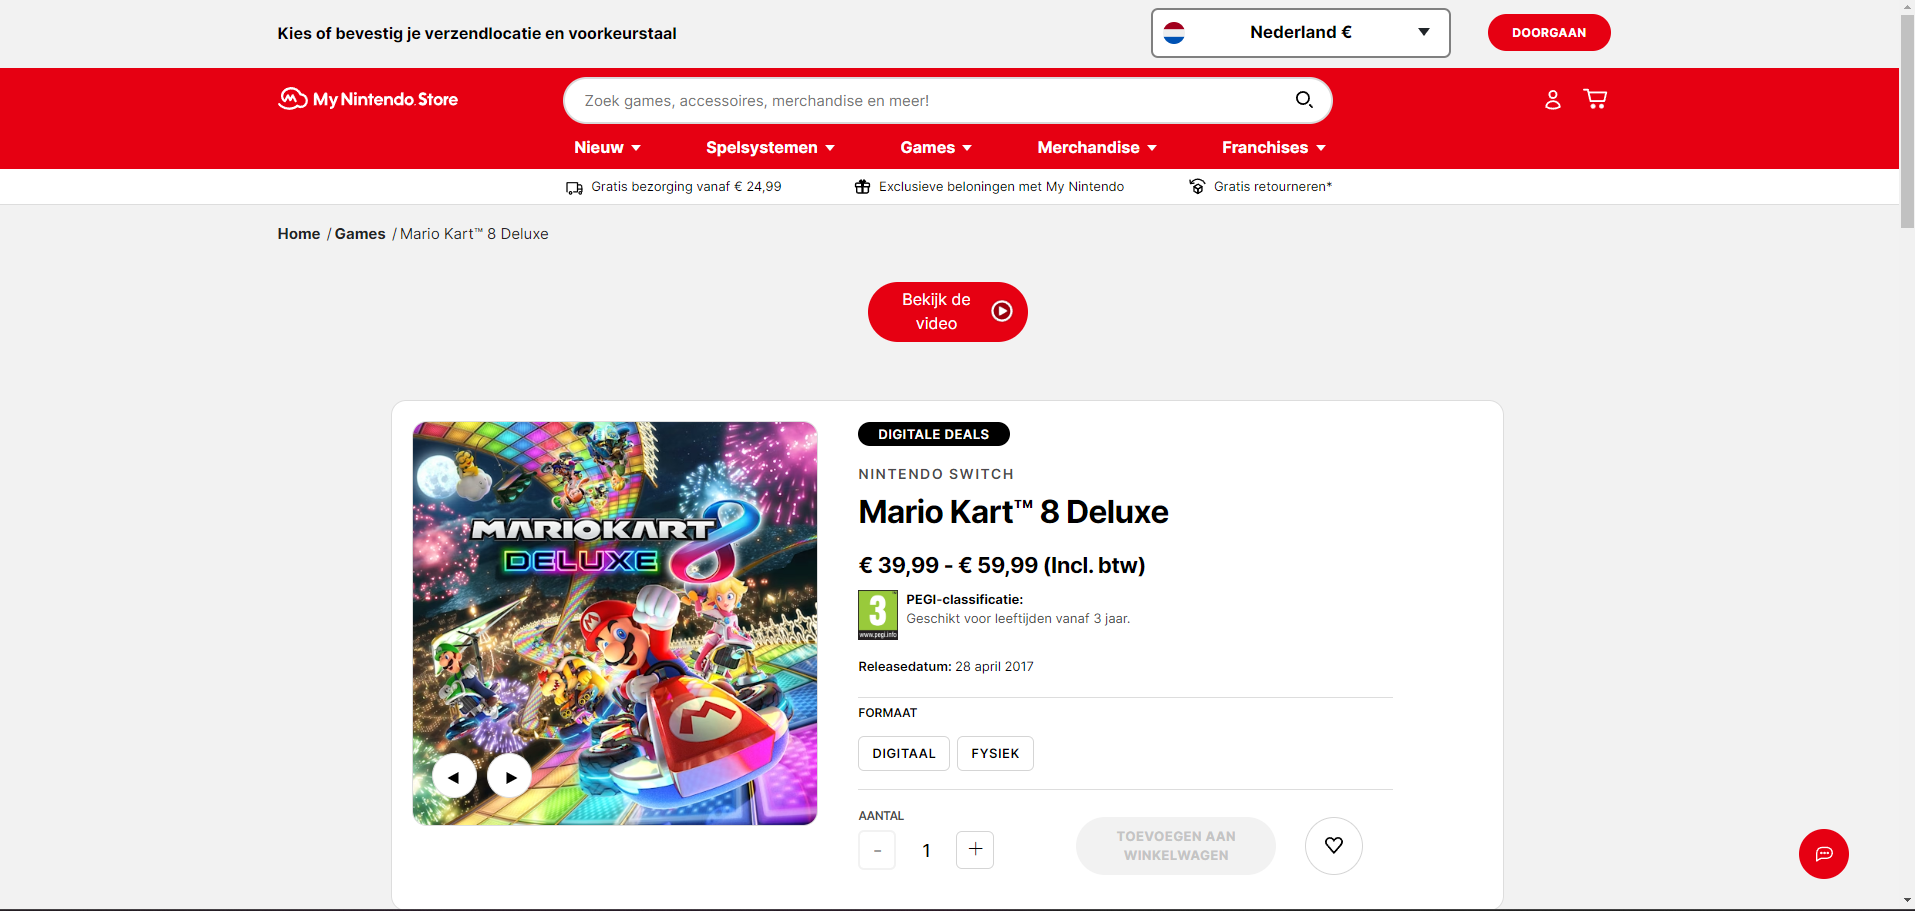 Kies of bevestig je verzendlocatie en voorkeurstaal
Nederland €
DOORGAAN
My Nintendo Store
Zoek games, accessoires, merchandise en meer!
Nieuw
Spelsystemen
Games
Merchandise
Franchises
Gratis bezorging vanaf € 24,99
Exclusieve beloningen met My Nintendo
Gratis retourneren*
Home / Games / Mario Kart™ 8 Deluxe
Bekijk de
video
MARIOKART 8
DELUXE
DIGITALE DEALS
NINTENDO SWITCH
Mario Kart™ 8 Deluxe
€ 39,99 - € 59,99 (Incl. btw)
3
www.pegi.info
PEGI-classificatie:
Geschikt voor leeftijden vanaf 3 jaar.
Releasedatum: 28 april 2017
FORMAAT
DIGITAAL
FYSIEK
AANTAL
- 1 +
TOEVOEGEN AAN
WINKELWAGEN